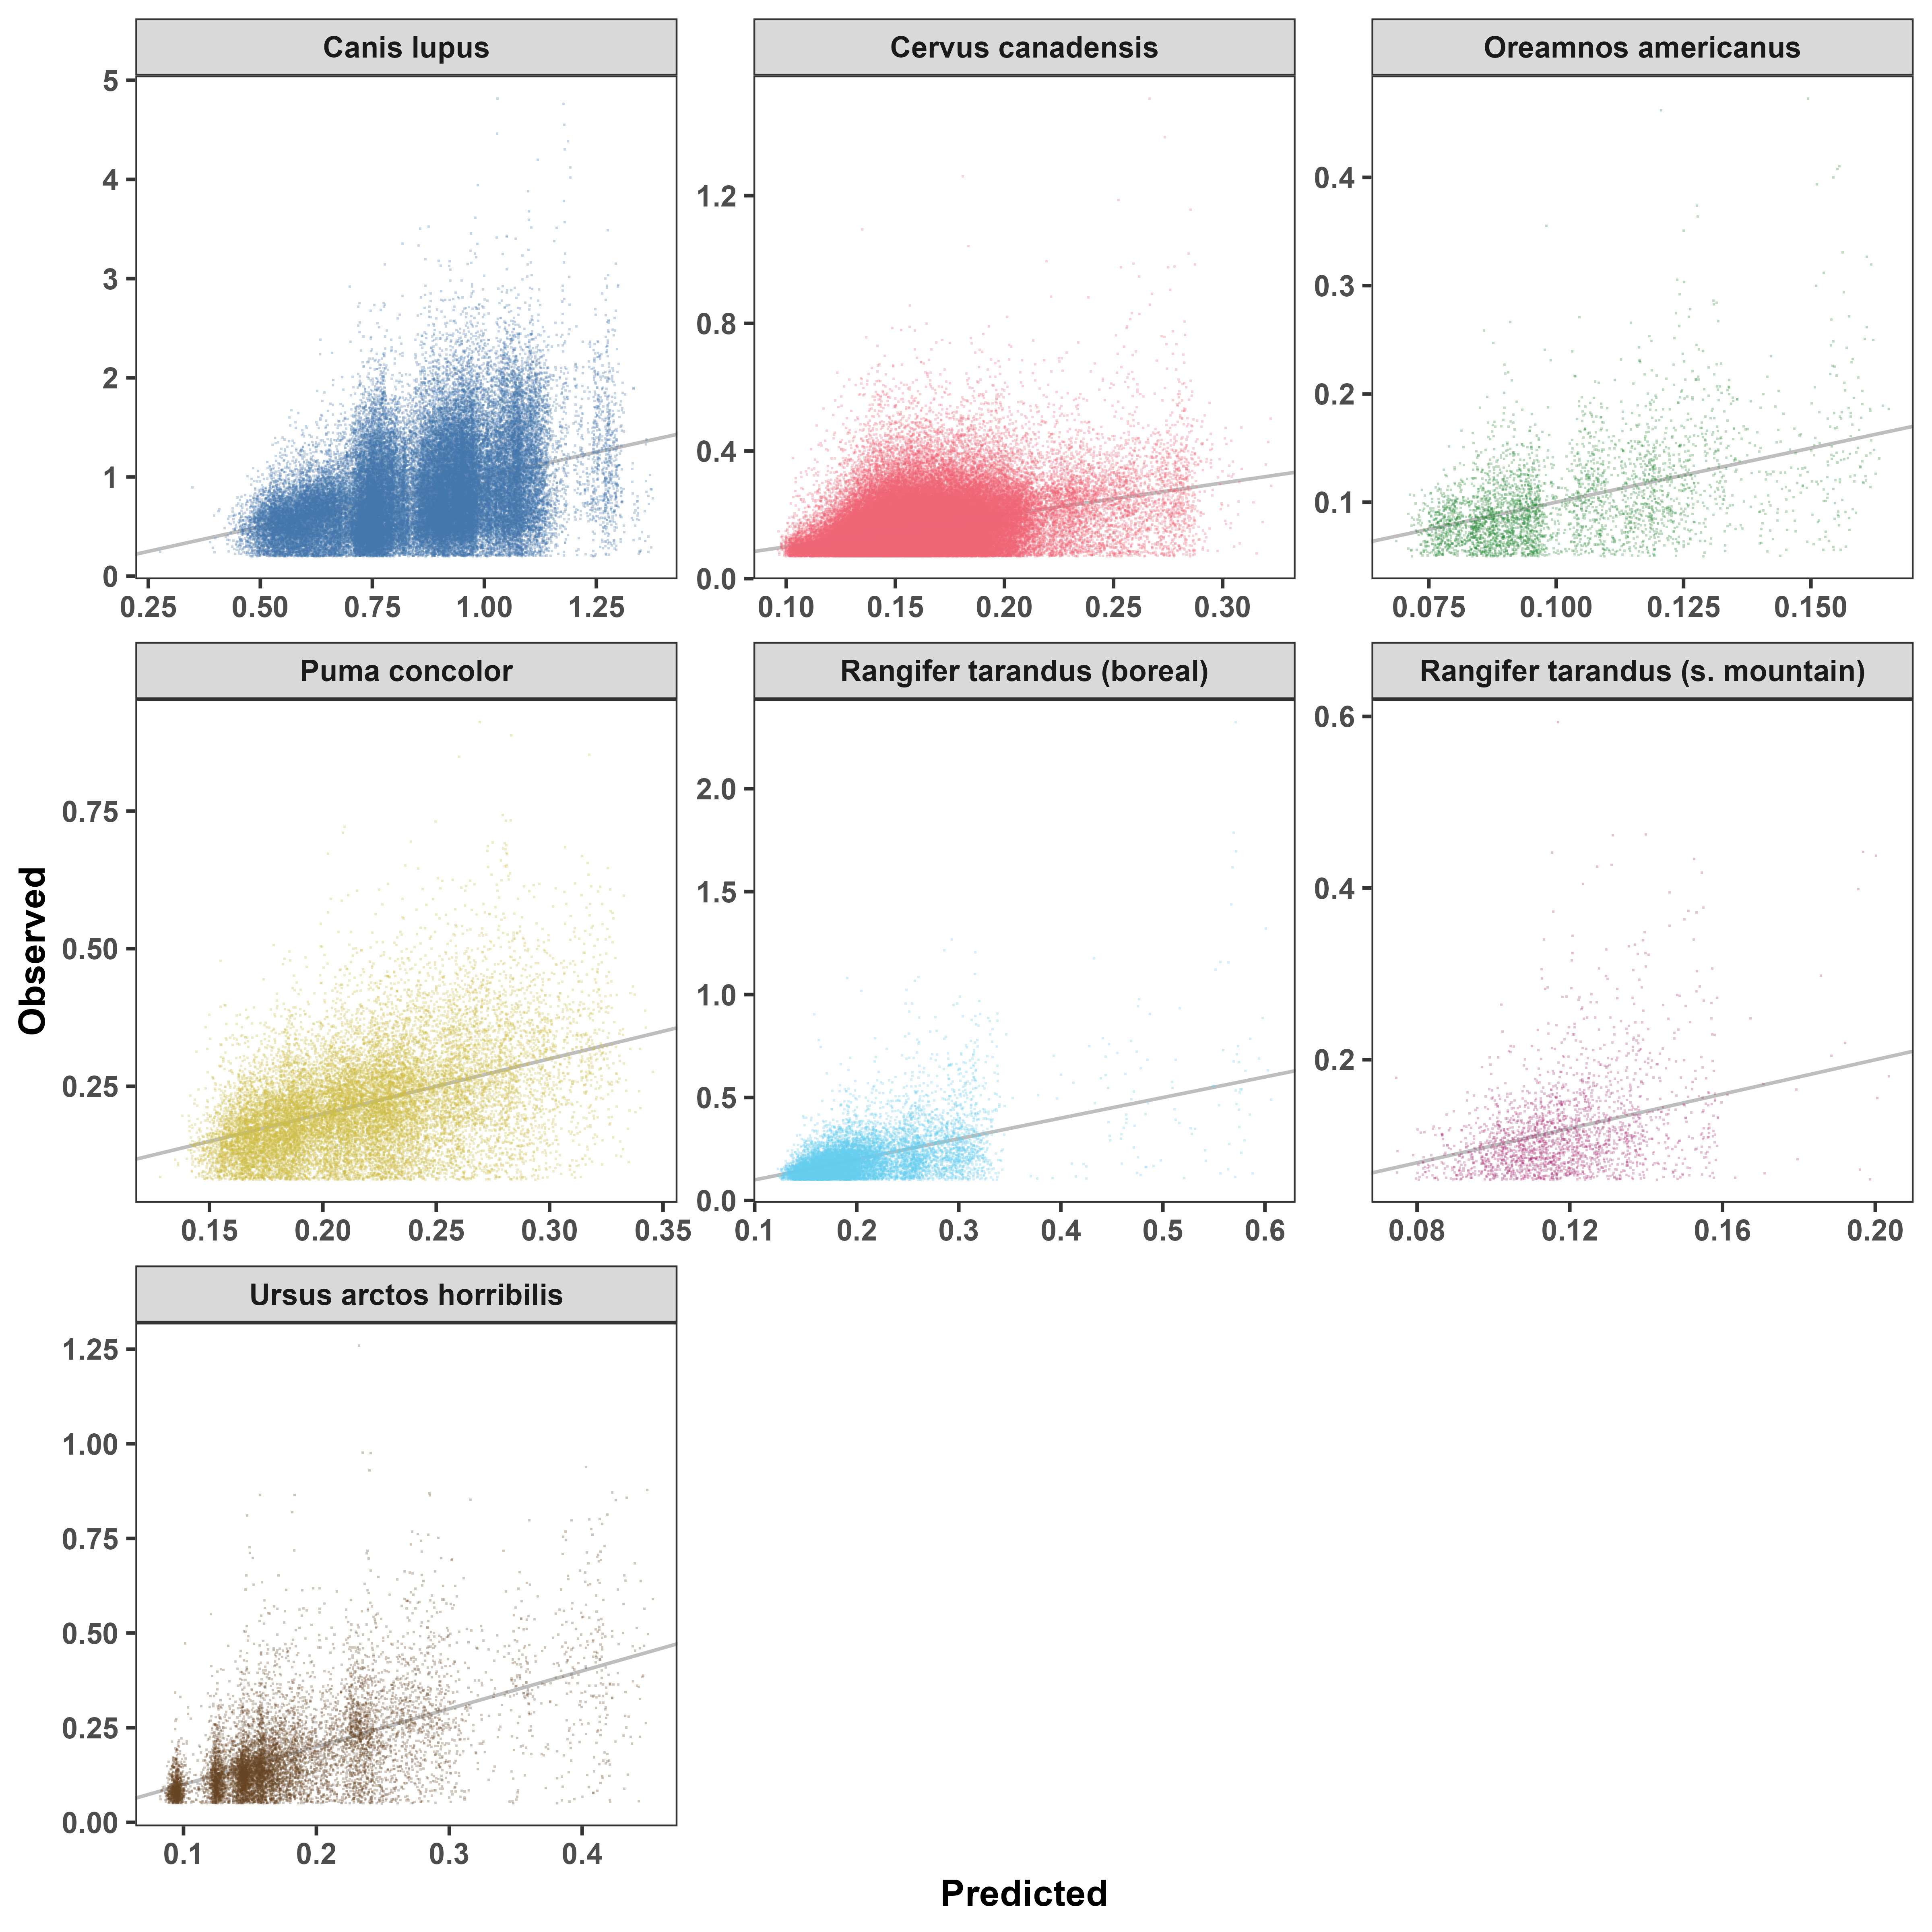 Canis lupus
Cervus canadensis
Oreamnos americanus
5
4
3
2
1
0
1.2
0.8
0.4
0.0
0.4
0.3
0.2
0.1
0.25 0.50 0.75 1.00 1.25
0.10 0.15 0.20 0.25 0.30
0.075 0.100 0.125 0.150
Puma concolor
Rangifer tarandus (boreal)
Rangifer tarandus (s. mountain)
0.75
0.50
0.25
2.0
1.5
1.0
0.5
0.0
0.6
0.4
0.2
0.15 0.20 0.25 0.30 0.35
0.1 0.2 0.3 0.4 0.5 0.6
0.08 0.12 0.16 0.20
Observed
Ursus arctos horribilis
1.25
1.00
0.75
0.50
0.25
0.00
0.1 0.2 0.3 0.4
Predicted